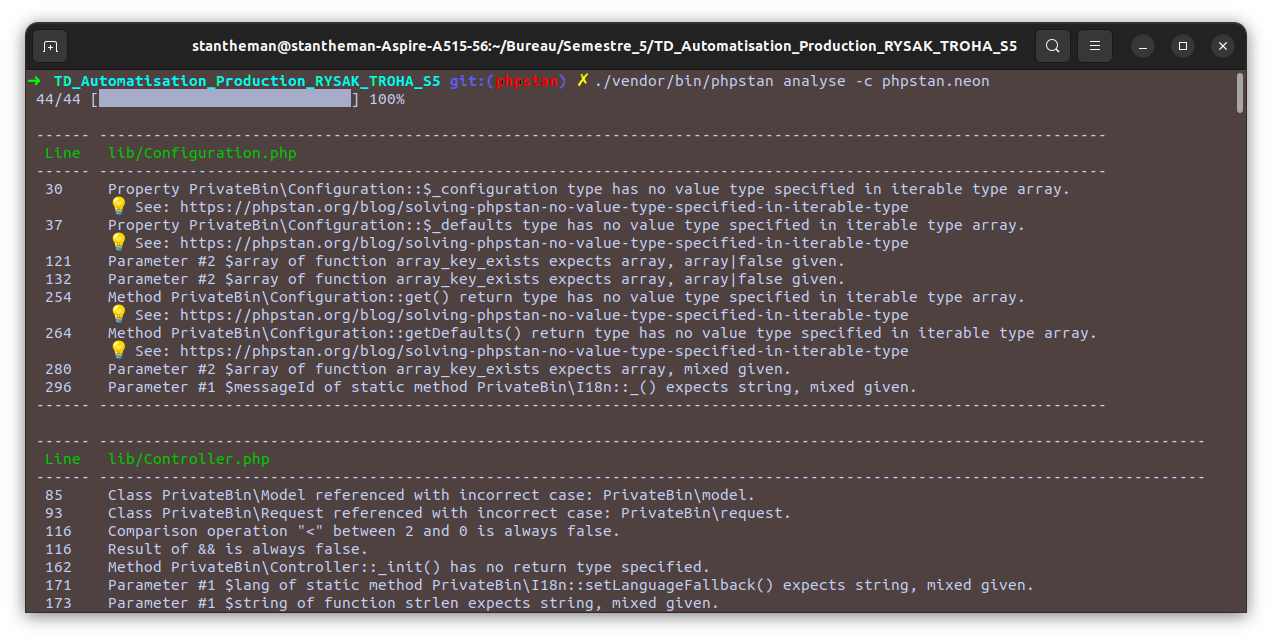 stantheman@stantheman-Aspire-A515-56:~/Bureau/Semestre_5/TD_Automatisation_Production_RYSAK_TROHA_S5
➜ TD_Automatisation_Production_RYSAK_TROHA_S5 git:(phpstan) ✗ ./vendor/bin/phpstan analyse -c phpstan.neon
44/44 [▓▓▓▓▓▓▓▓▓▓▓▓▓▓▓▓▓▓▓▓▓▓▓▓▓▓▓▓] 100%
------ ----------------------------------------------------------------------------------------------------------------
Line lib/Configuration.php
------ ----------------------------------------------------------------------------------------------------------------
30 Property PrivateBin\Configuration::$_configuration type has no value type specified in iterable type array.
💡 See: https://phpstan.org/blog/solving-phpstan-no-value-type-specified-in-iterable-type
37 Property PrivateBin\Configuration::$_defaults type has no value type specified in iterable type array.
💡 See: https://phpstan.org/blog/solving-phpstan-no-value-type-specified-in-iterable-type
121 Parameter #2 $array of function array_key_exists expects array, array|false given.
132 Parameter #2 $array of function array_key_exists expects array, array|false given.
254 Method PrivateBin\Configuration::get() return type has no value type specified in iterable type array.
💡 See: https://phpstan.org/blog/solving-phpstan-no-value-type-specified-in-iterable-type
264 Method PrivateBin\Configuration::getDefaults() return type has no value type specified in iterable type array.
💡 See: https://phpstan.org/blog/solving-phpstan-no-value-type-specified-in-iterable-type
280 Parameter #2 $array of function array_key_exists expects array, mixed given.
296 Parameter #1 $messageId of static method PrivateBin\I18n::_() expects string, mixed given.
------ ----------------------------------------------------------------------------------------------------------------
------ ---------------------------------------------------------------------------------------------------------------------------
Line lib/Controller.php
------ ---------------------------------------------------------------------------------------------------------------------------
85 Class PrivateBin\Model referenced with incorrect case: PrivateBin\model.
93 Class PrivateBin\Request referenced with incorrect case: PrivateBin\request.
116 Comparison operation "<" between 2 and 0 is always false.
116 Result of && is always false.
162 Method PrivateBin\Controller::_init() has no return type specified.
171 Parameter #1 $lang of static method PrivateBin\I18n::setLanguageFallback() expects string, mixed given.
173 Parameter #1 $string of function strlen expects string, mixed given.